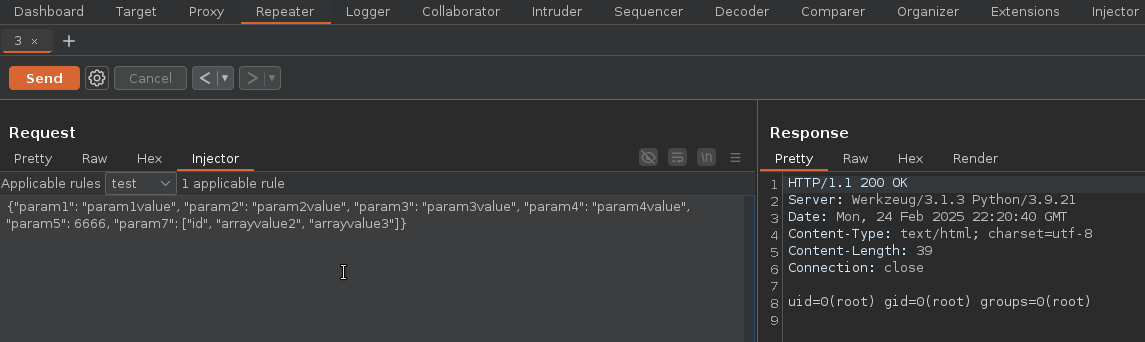 Dashboard Target Proxy Repeater Logger Collaborator Intruder Sequencer Decoder Comparer Organizer Extensions Injector
3 × +
Send Cancel < ▾ > ▾
Request
Pretty Raw Hex Injector \n
Applicable rules test 1 applicable rule
{"param1": "param1value", "param2": "param2value", "param3": "param3value", "param4": "param4value",
"param5": 6666, "param7": ["id", "arrayvalue2", "arrayvalue3"]}
Response
Pretty Raw Hex Render
1 HTTP/1.1 200 OK
2 Server: Werkzeug/3.1.3 Python/3.9.21
3 Date: Mon, 24 Feb 2025 22:20:40 GMT
4 Content-Type: text/html; charset=utf-8
5 Content-Length: 39
6 Connection: close
7
8 uid=0(root) gid=0(root) groups=0(root)
9